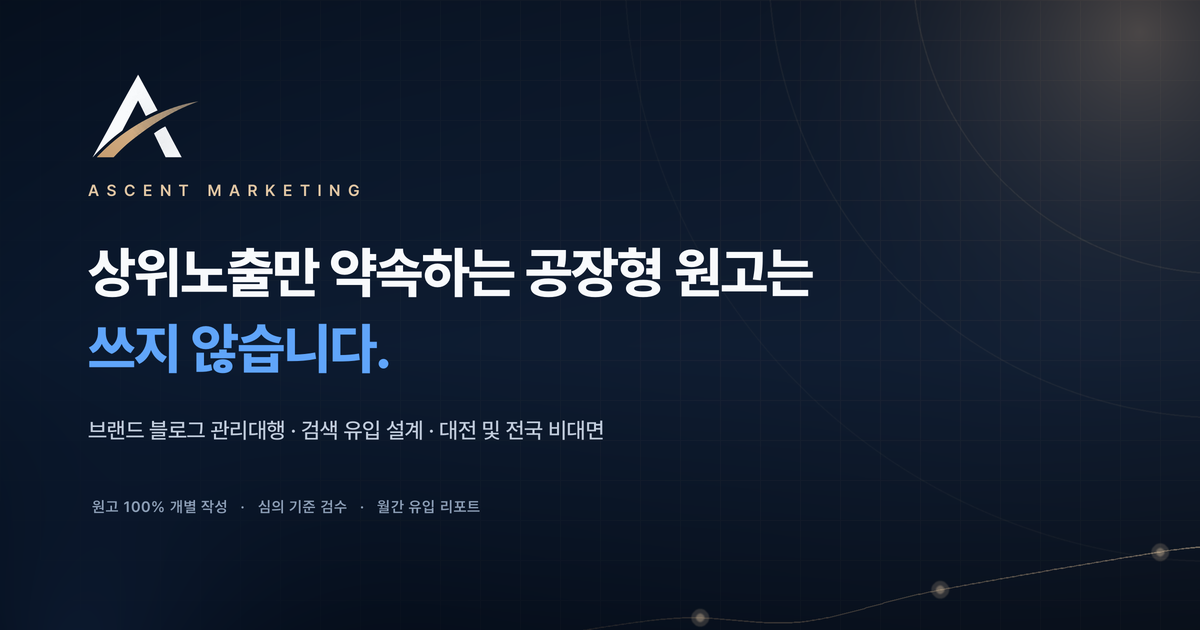 ASCENT MARKETING
상위노출만 약속하는 공장형 원고는
쓰지 않습니다.
브랜드 블로그 관리대행 · 검색 유입 설계 · 대전 및 전국 비대면
원고 100% 개별 작성 · 심의 기준 검수 · 월간 유입 리포트